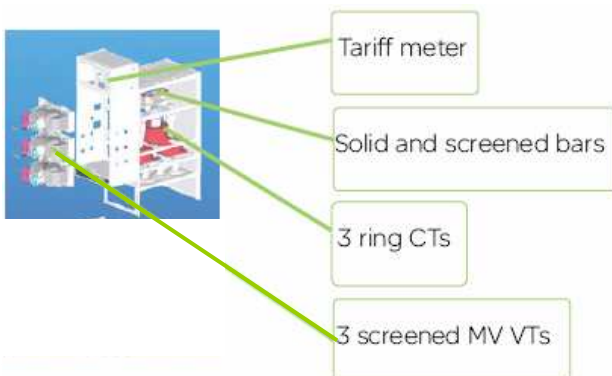 Tariff meter
Solid and screened bars
3 ring CTs
3 screened MV VTs